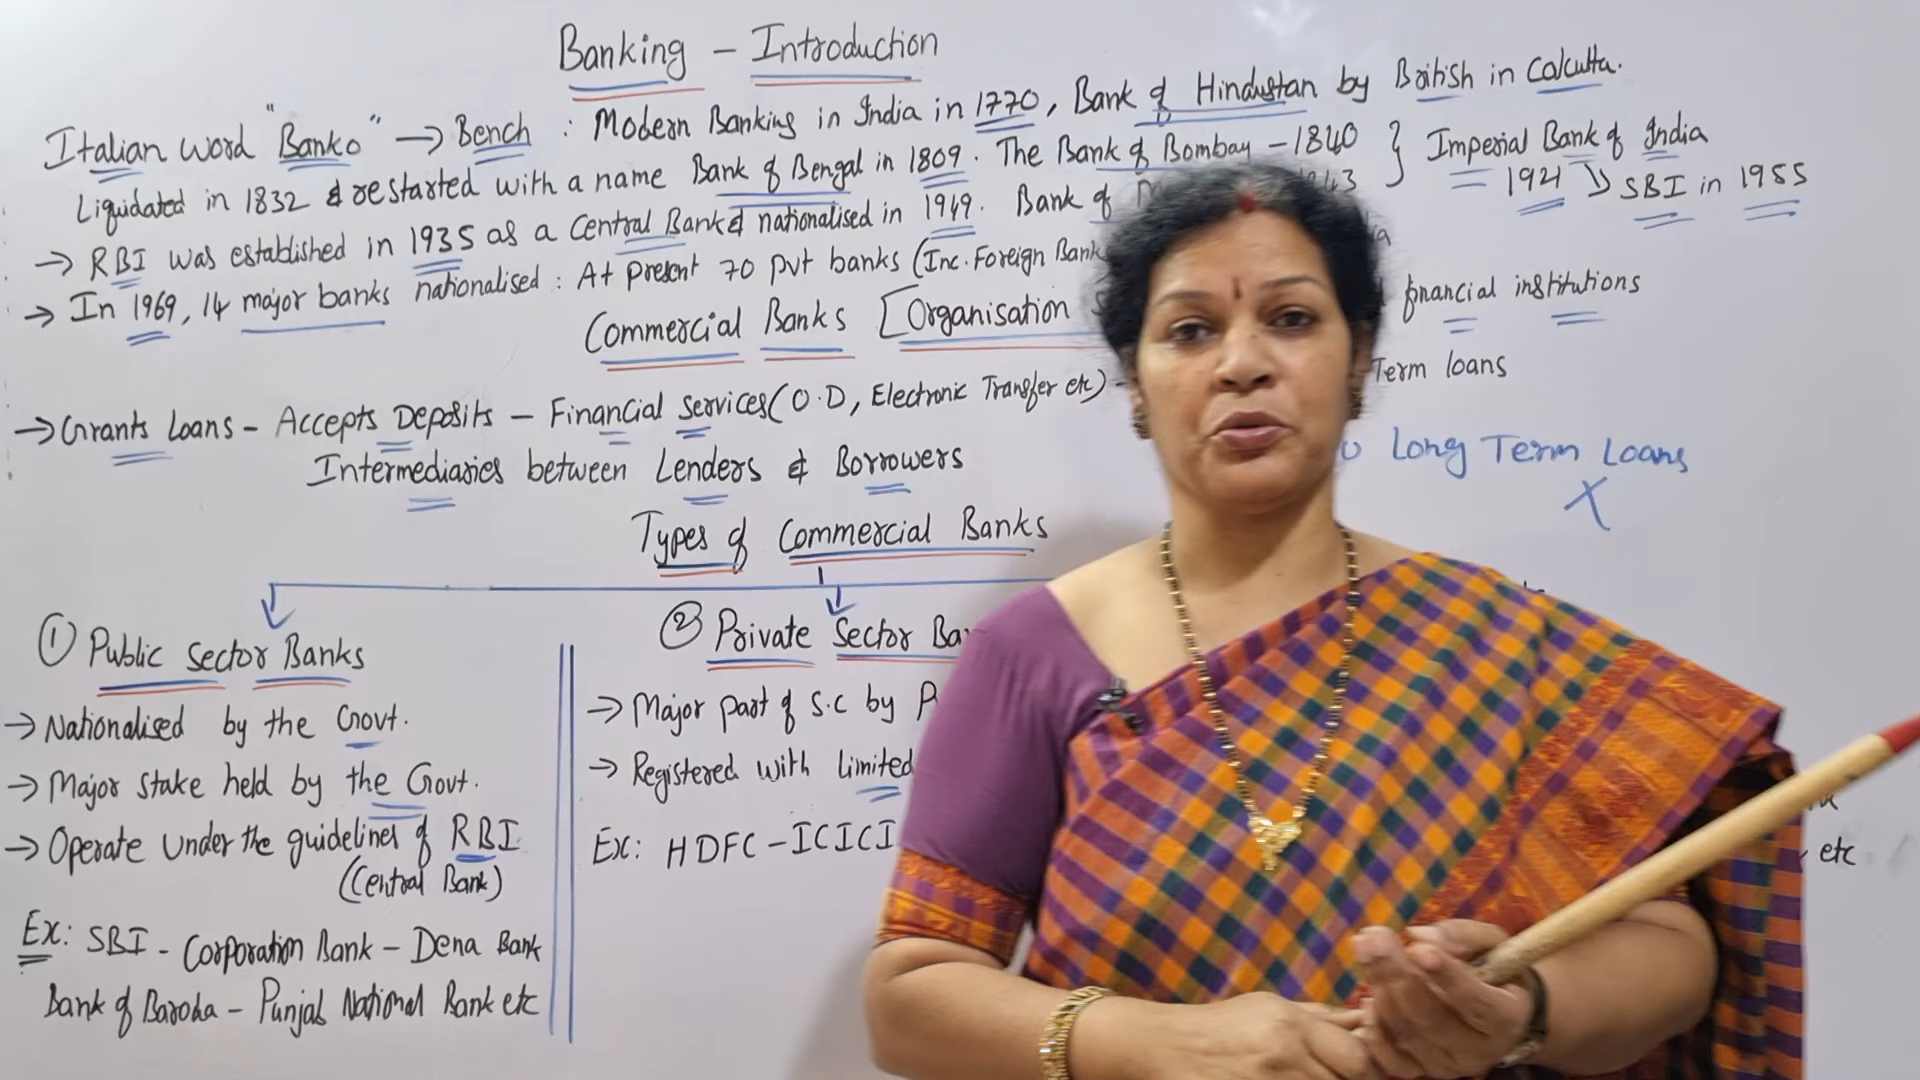 Banking - Introduction
Italian word "Banko" → Bench : Modern Banking in India in 1770, Bank of Hindustan by British in Calcutta.
Liquidated in 1832 & restarted with a name Bank of Bengal in 1809. The Bank of Bombay - 1840 } Imperial Bank of India
→ RBI was established in 1935 as a Central Bank & nationalised in 1949. Bank of 1921 SBI in 1955
→ In 1969, 14 major banks nationalised : At present 70 pvt banks (Inc. Foreign Bank
Commercial Banks [Organisation financial institutions
→ Grants Loans - Accepts Deposits - Financial services (O.D, Electronic Transfer etc) - Term loans
Intermediaries between Lenders & Borrowers Long Term Loans
X
Types of Commercial Banks
① Public Sector Banks
→ Nationalised by the Govt.
→ Major stake held by the Govt.
→ Operate under the guidelines of RBI
(Central Bank)
Ex: SBI - Corporation Bank - Dena Bank
Bank of Baroda - Punjab National Bank etc
② Private Sector
→ Major part of S.C by
→ Registered with limited
Ex: HDFC - ICICI
etc